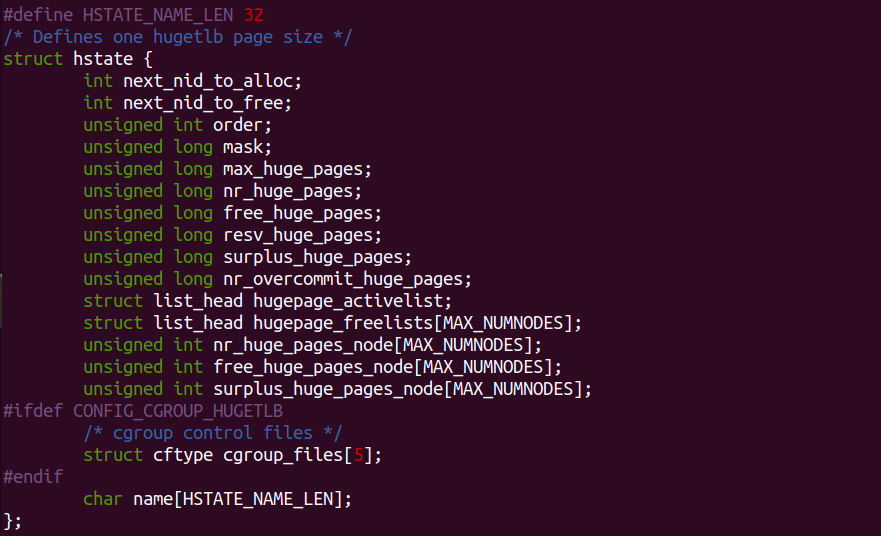 #define HSTATE_NAME_LEN 32
/* Defines one hugetlb page size */
struct hstate {
        int next_nid_to_alloc;
        int next_nid_to_free;
        unsigned int order;
        unsigned long mask;
        unsigned long max_huge_pages;
        unsigned long nr_huge_pages;
        unsigned long free_huge_pages;
        unsigned long resv_huge_pages;
        unsigned long surplus_huge_pages;
        unsigned long nr_overcommit_huge_pages;
        struct list_head hugepage_activelist;
        struct list_head hugepage_freelists[MAX_NUMNODES];
        unsigned int nr_huge_pages_node[MAX_NUMNODES];
        unsigned int free_huge_pages_node[MAX_NUMNODES];
        unsigned int surplus_huge_pages_node[MAX_NUMNODES];
#ifdef CONFIG_CGROUP_HUGETLB
        /* cgroup control files */
        struct cftype cgroup_files[5];
#endif
        char name[HSTATE_NAME_LEN];
};